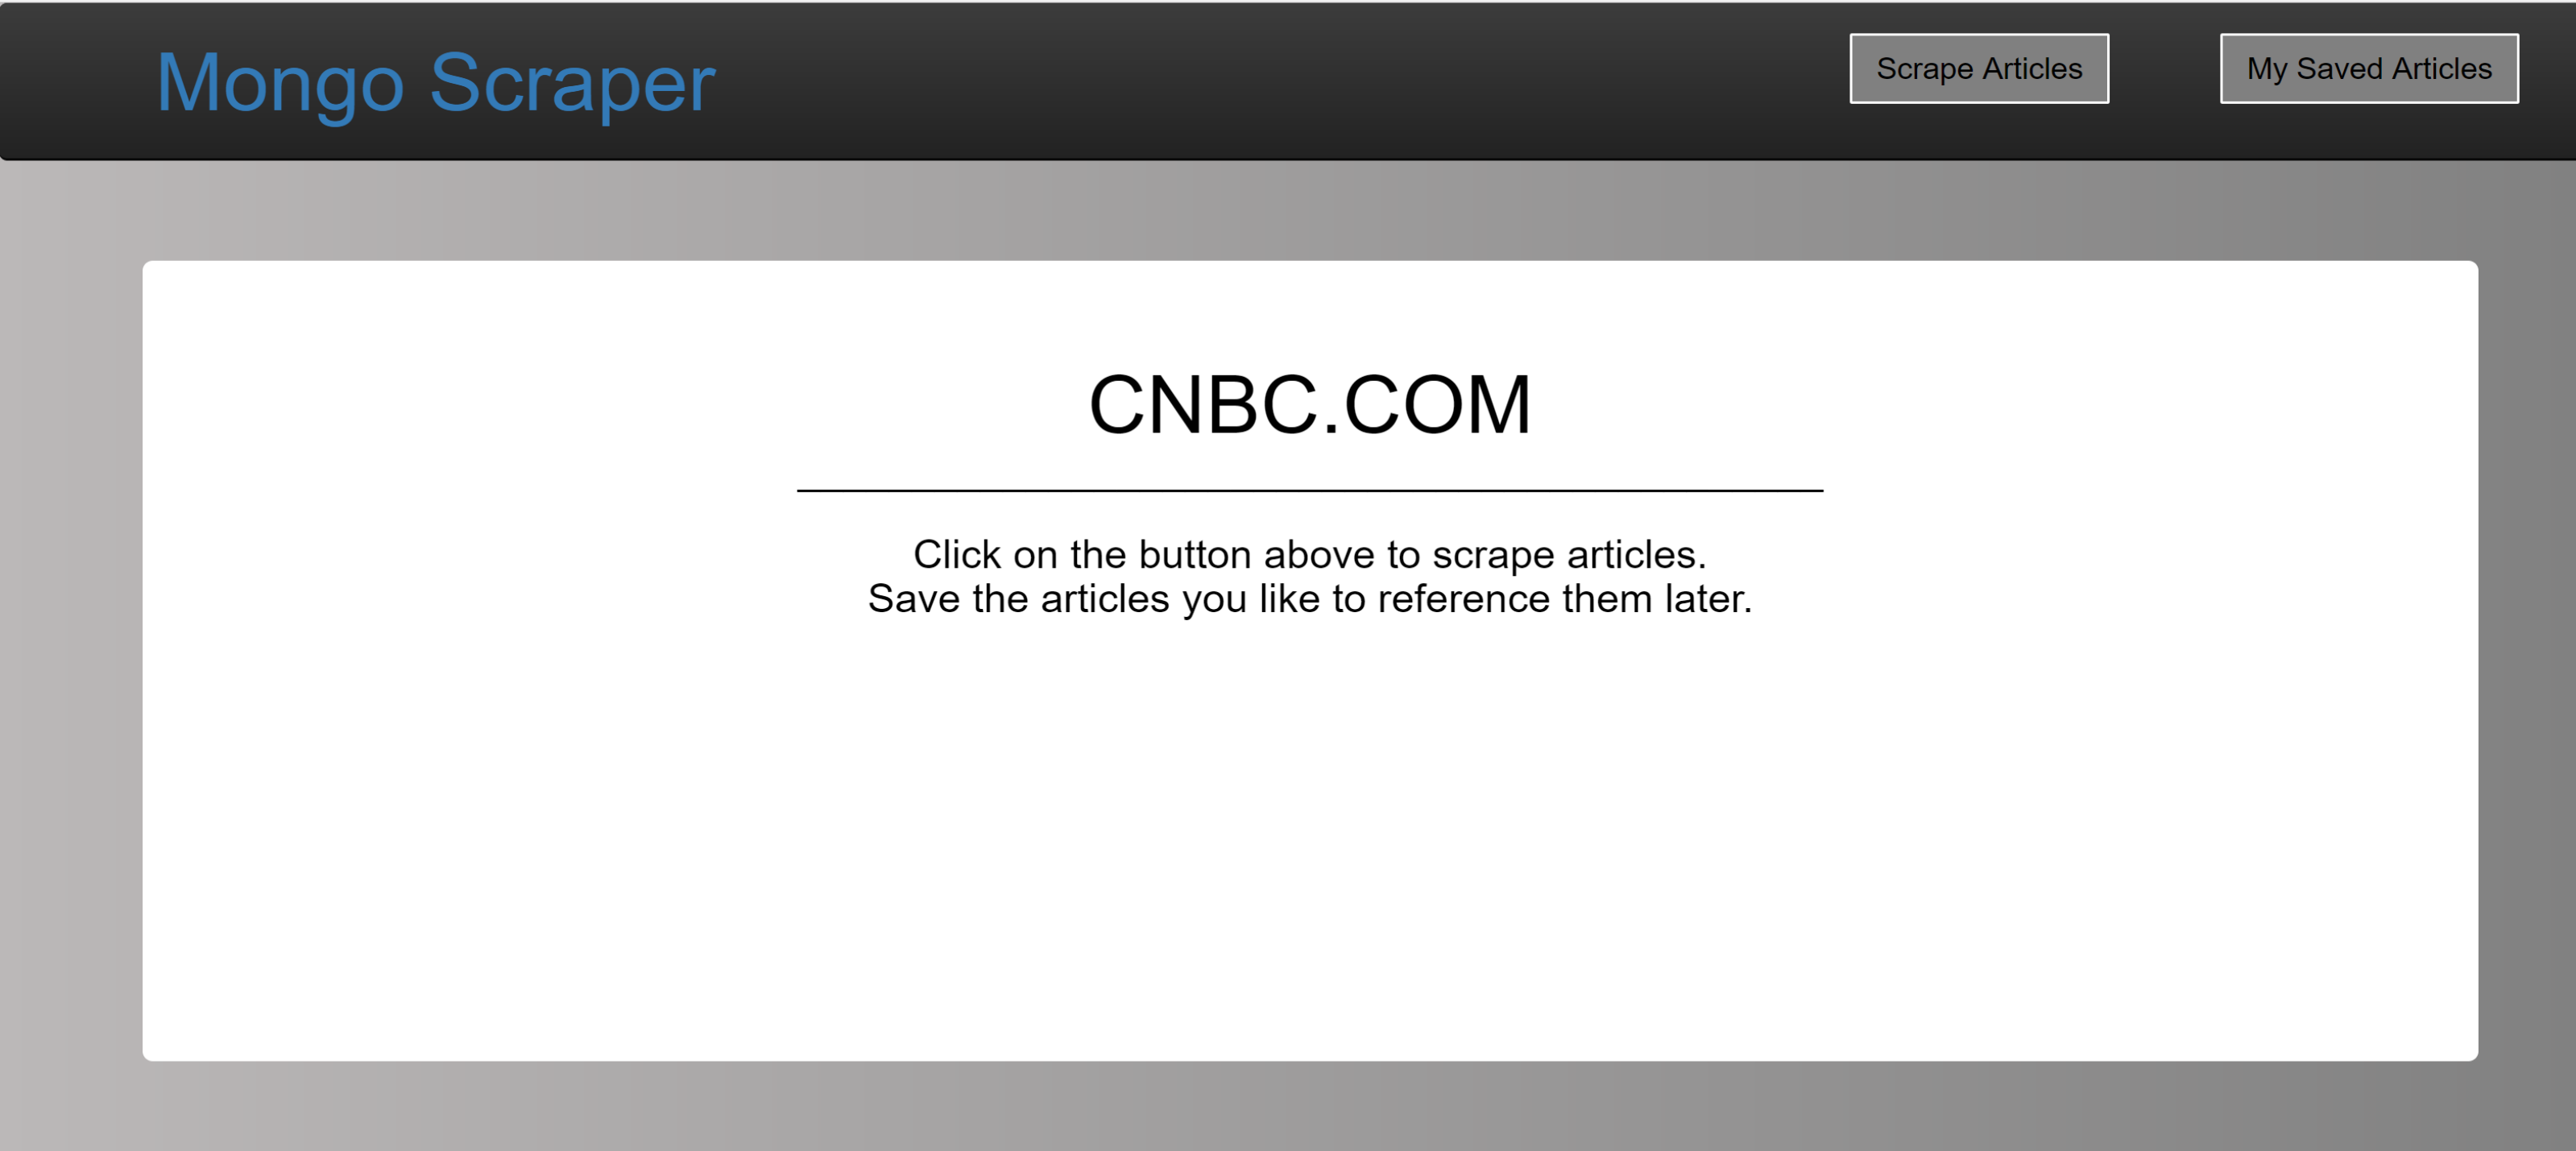 Mongo Scraper
Scrape Articles
My Saved Articles
CNBC.COM
Click on the button above to scrape articles.
Save the articles you like to reference them later.